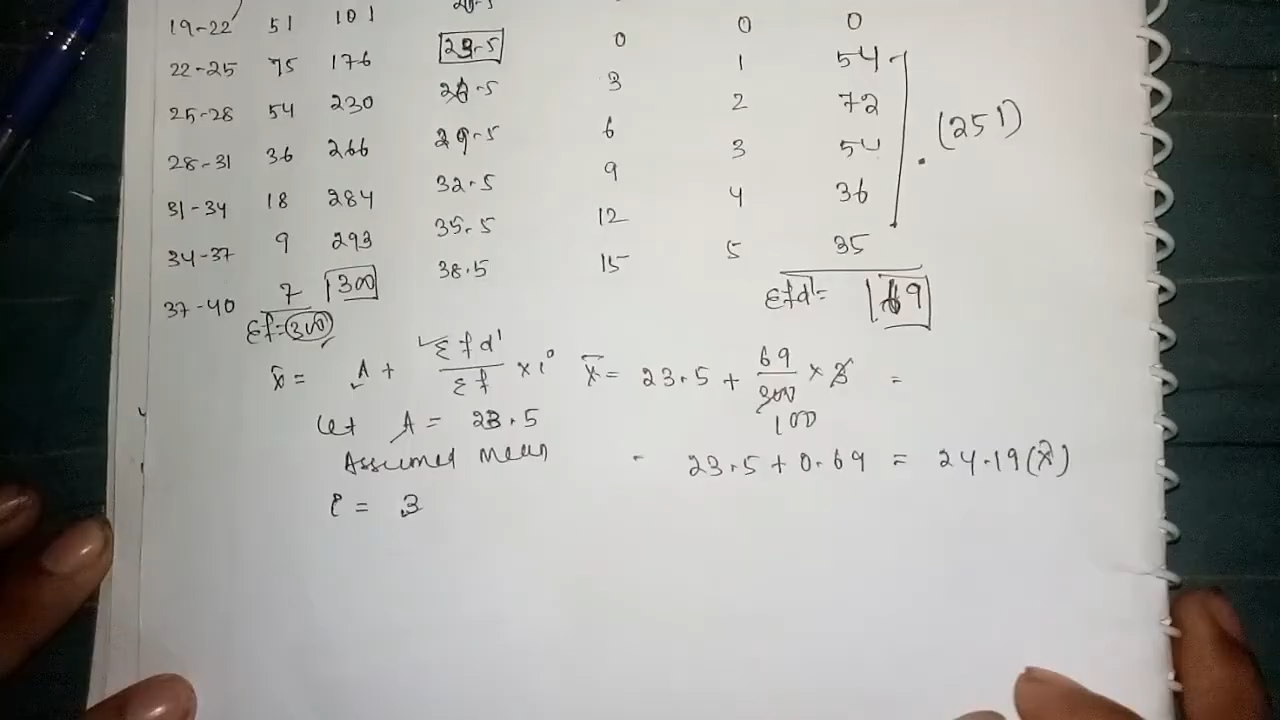 19-22 51 101 20.5
22-25 75 176 23.5 0 0 0
25-28 54 230 26.5 3 1 54
28-31 36 266 29.5 6 2 72 (251)
31-34 18 284 32.5 9 3 54
34-37 9 293 35.5 12 4 36
37-40 7 300 38.5 15 5 35
Σf=300 Σfd'= 69
x̄ = A + Σfd' / Σf × i x̄ = 23.5 + 69/300 × 3 =
100
Let A = 23.5
Assumed mean = 23.5 + 0.69 = 24.19 (x̄)
i = 3